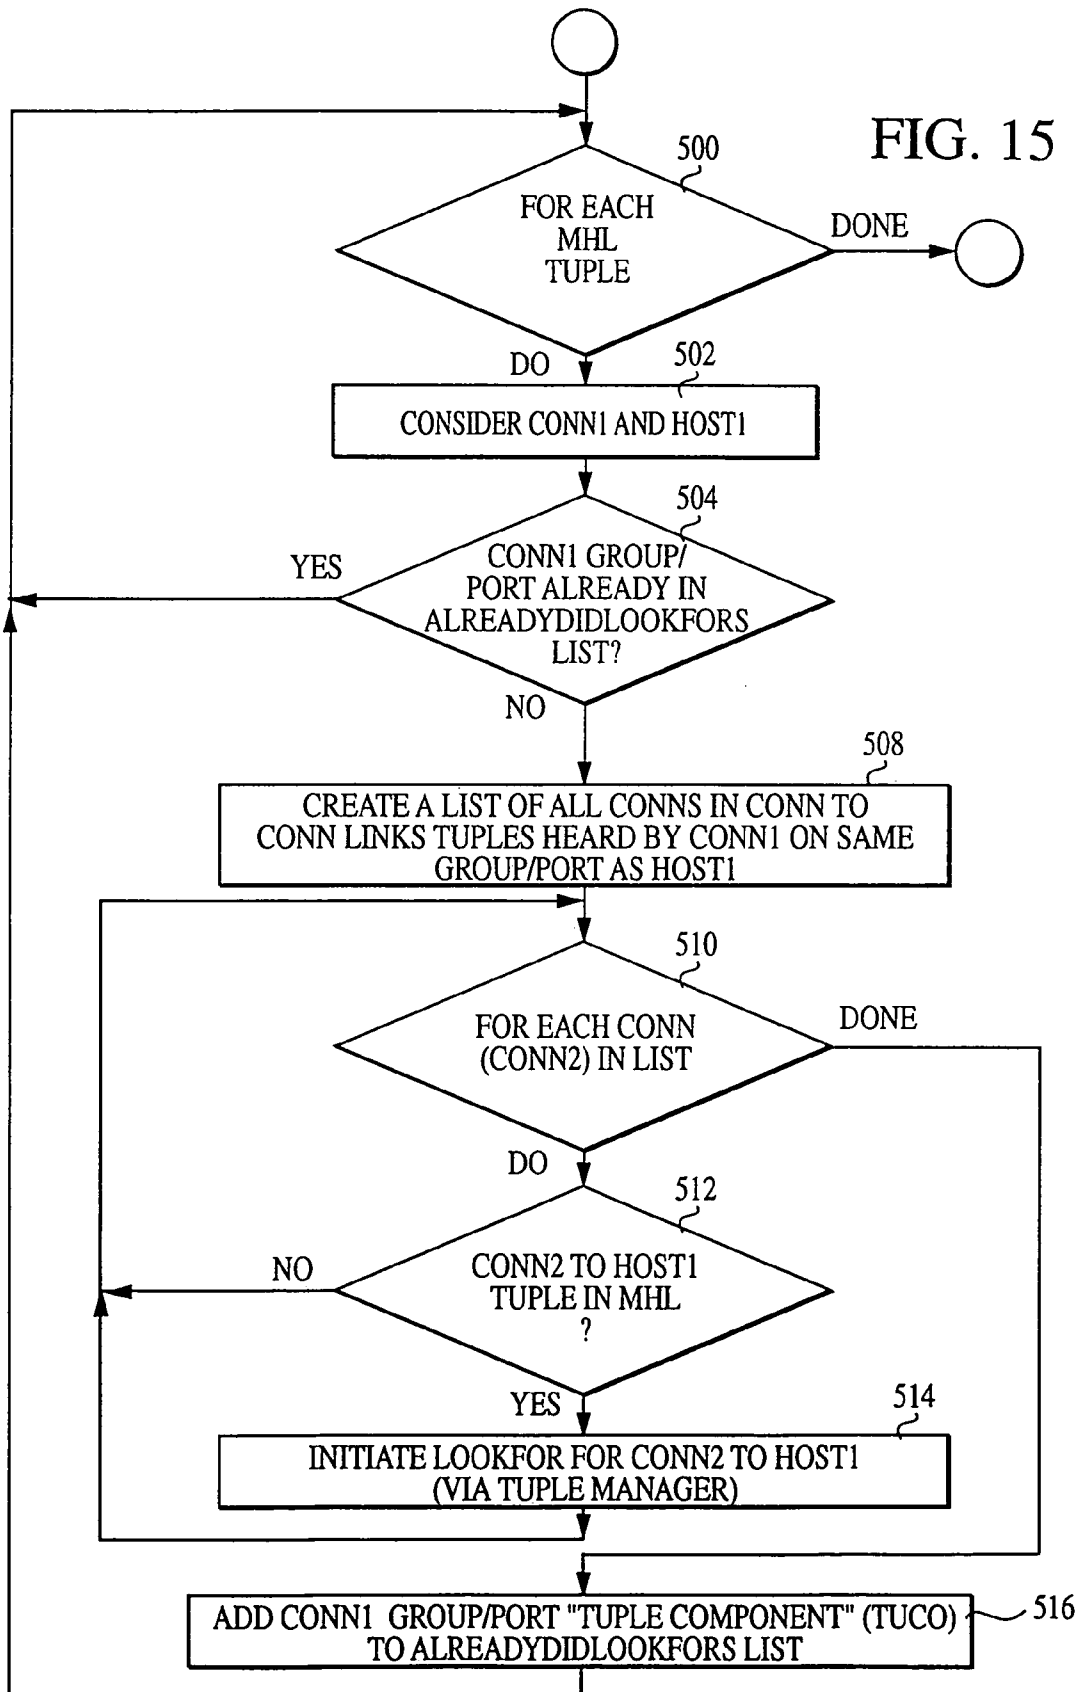 FIG. 15
500
FOR EACH
MHL
TUPLE
DONE
DO
502
CONSIDER CONN1 AND HOST1
504
CONN1 GROUP/
PORT ALREADY IN
ALREADYDIDLOOKFORS
LIST?
YES
NO
508
CREATE A LIST OF ALL CONNS IN CONN TO
CONN LINKS TUPLES HEARD BY CONN1 ON SAME
GROUP/PORT AS HOST1
510
FOR EACH CONN
(CONN2) IN LIST
DONE
DO
512
CONN2 TO HOST1
TUPLE IN MHL
?
NO
YES
514
INITIATE LOOKFOR FOR CONN2 TO HOST1
(VIA TUPLE MANAGER)
ADD CONN1 GROUP/PORT "TUPLE COMPONENT" (TUCO)
TO ALREADYDIDLOOKFORS LIST
516